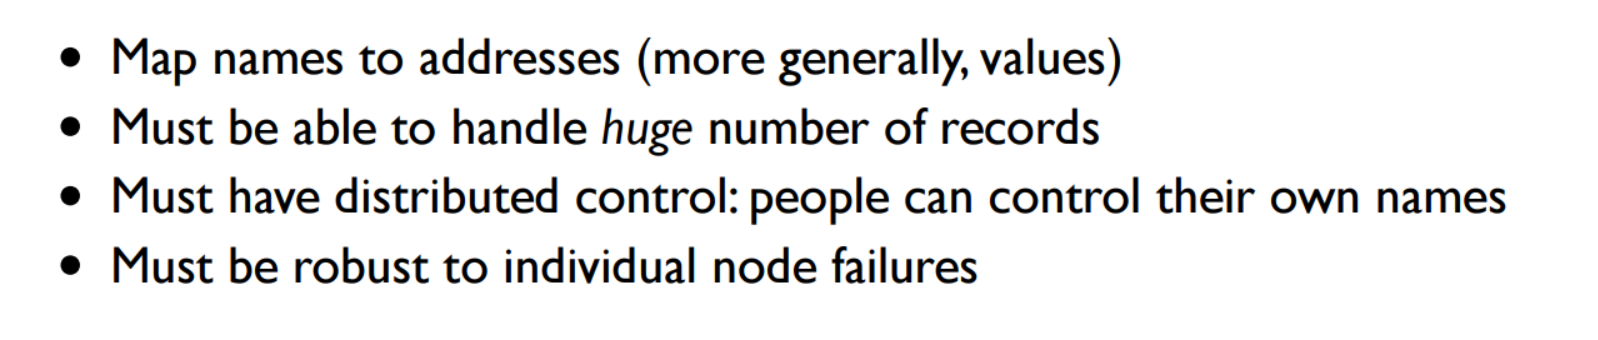 • Map names to addresses (more generally, values)
• Must be able to handle huge number of records
• Must have distributed control: people can control their own names
• Must be robust to individual node failures